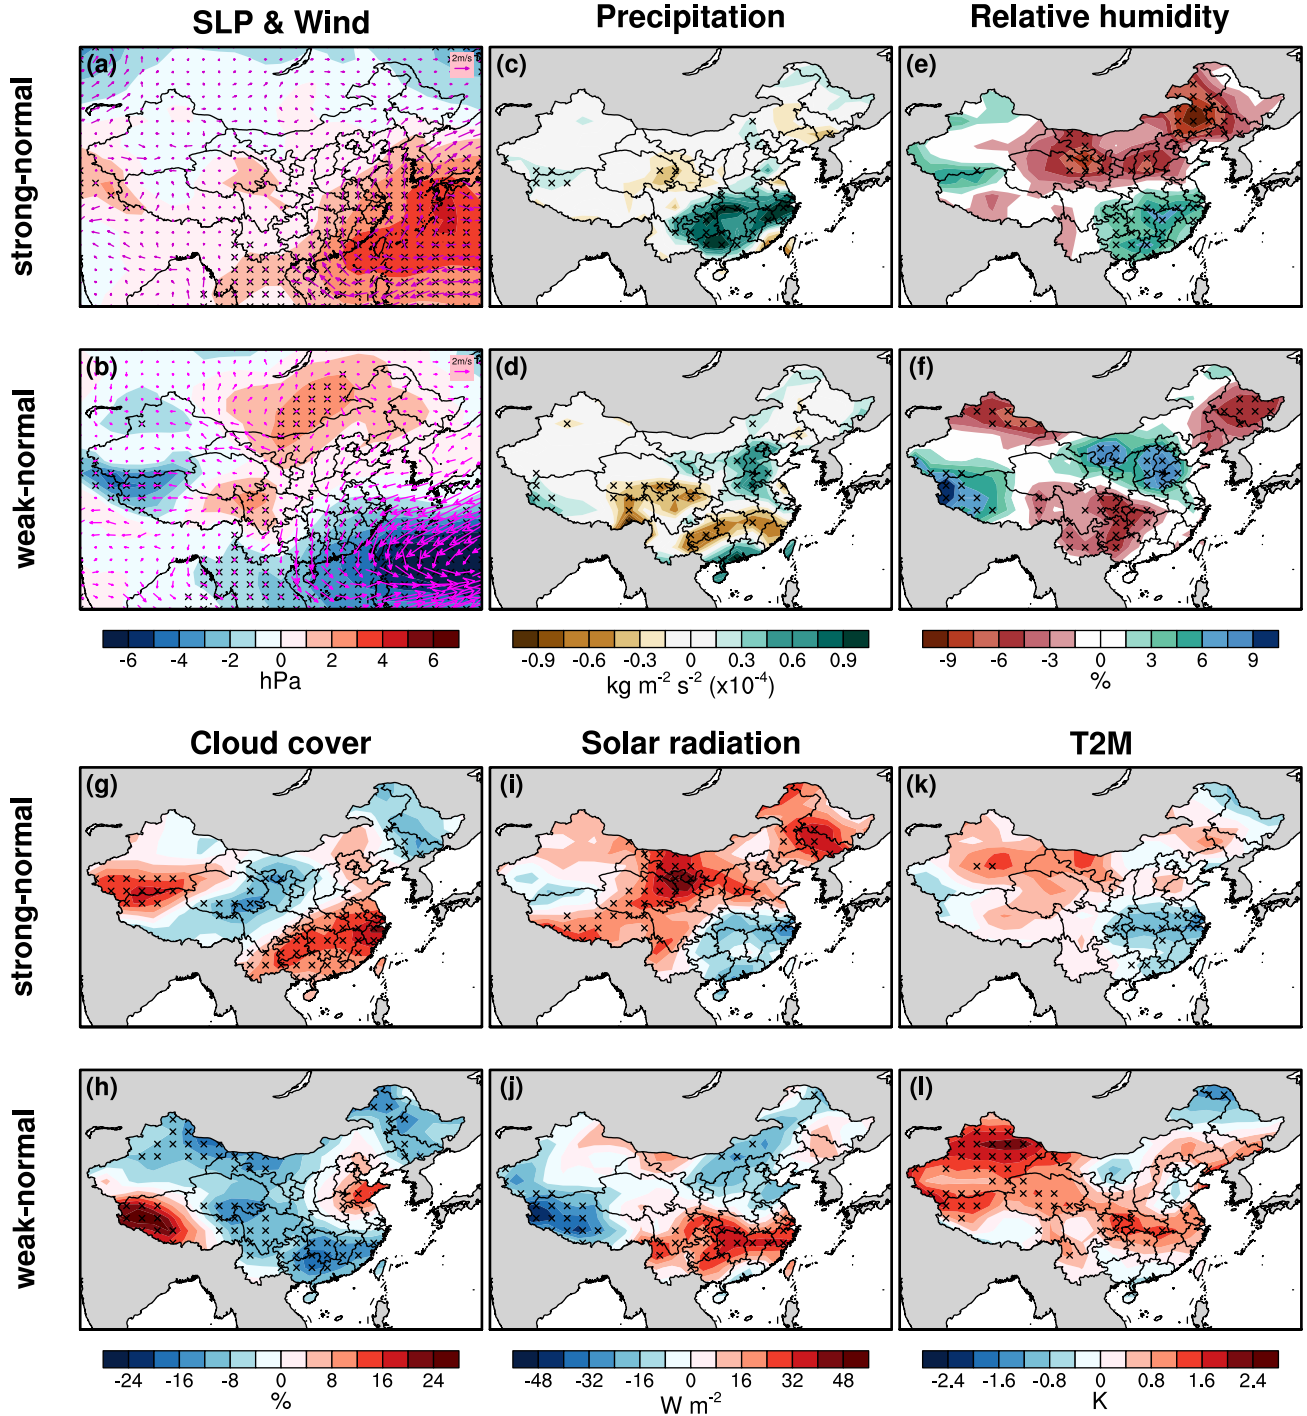 SLP & Wind Precipitation Relative humidity
strong-normal
(a) 2m/s (c) (e)
weak-normal
(b) 2m/s (d) (f)
-6 -4 -2 0 2 4 6
hPa
-0.9 -0.6 -0.3 0 0.3 0.6 0.9
kg m⁻² s⁻² (x10⁻⁴)
-9 -6 -3 0 3 6 9
%
Cloud cover Solar radiation T2M
strong-normal
(g) (i) (k)
weak-normal
(h) (j) (l)
-24 -16 -8 0 8 16 24
%
-48 -32 -16 0 16 32 48
W m⁻²
-2.4 -1.6 -0.8 0 0.8 1.6 2.4
K